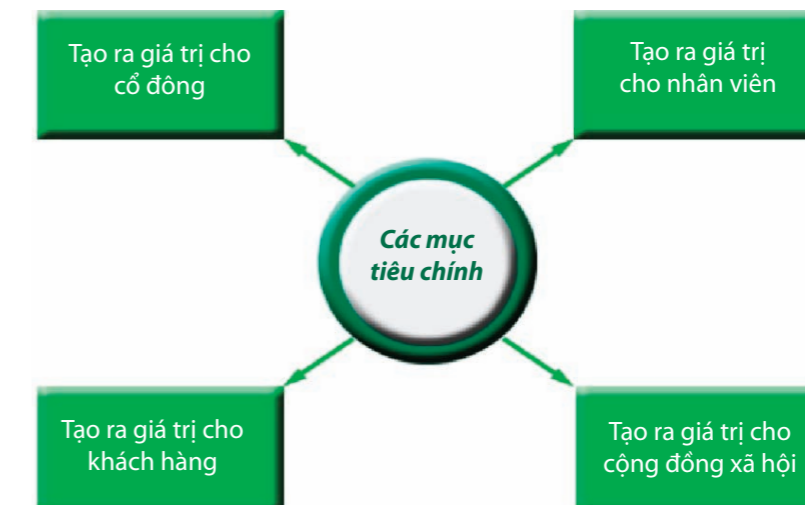 Tạo ra giá trị cho
cổ đông
Tạo ra giá trị
cho nhân viên
Các mục
tiêu chính
Tạo ra giá trị cho
khách hàng
Tạo ra giá trị cho
cộng đồng xã hội